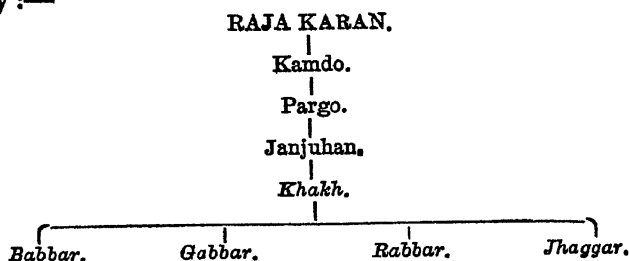 y :—
RAJA KARAN.
Kamdo.
Pargo.
Janjuhan.
Khakh.
Babbar. Gabbar. Rabbar. Jhaggar.